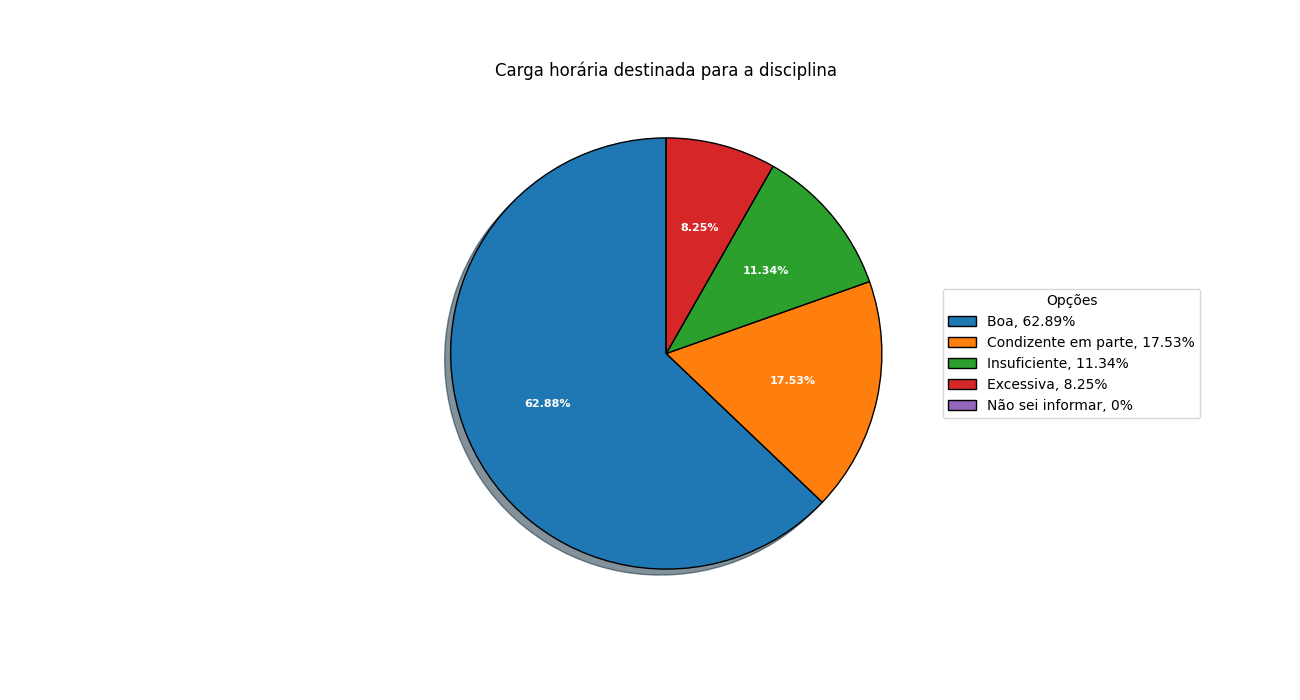 Carga horária destinada para a disciplina
8.25%
11.34%
17.53%
62.88%
Opções
Boa, 62.89%
Condizente em parte, 17.53%
Insuficiente, 11.34%
Excessiva, 8.25%
Não sei informar, 0%